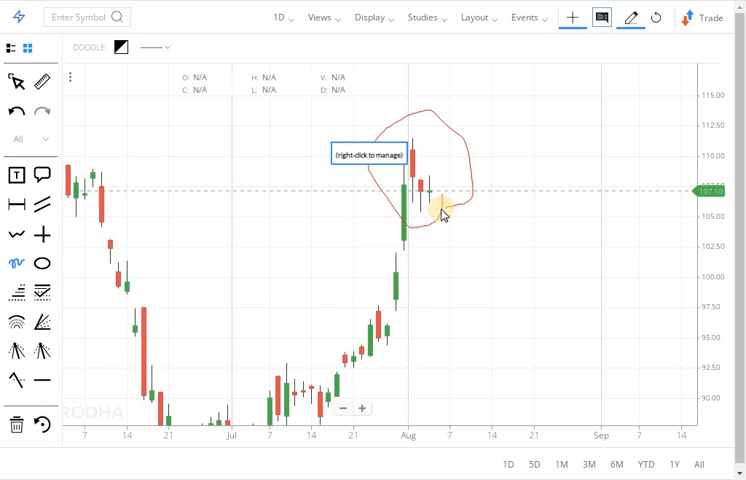 Enter Symbol
1D Views Display Studies Layout Events Trade
DOODLE:
O: N/A H: N/A V: N/A
C: N/A L: N/A D: N/A
All
(right-click to manage)
115.00
112.50
110.00
107.10
105.00
102.50
100.00
97.50
95.00
92.50
90.00
RODHA
7 14 21 Jul 7 14 21 Aug 7 14 21 Sep 7 14
1D 5D 1M 3M 6M YTD 1Y All